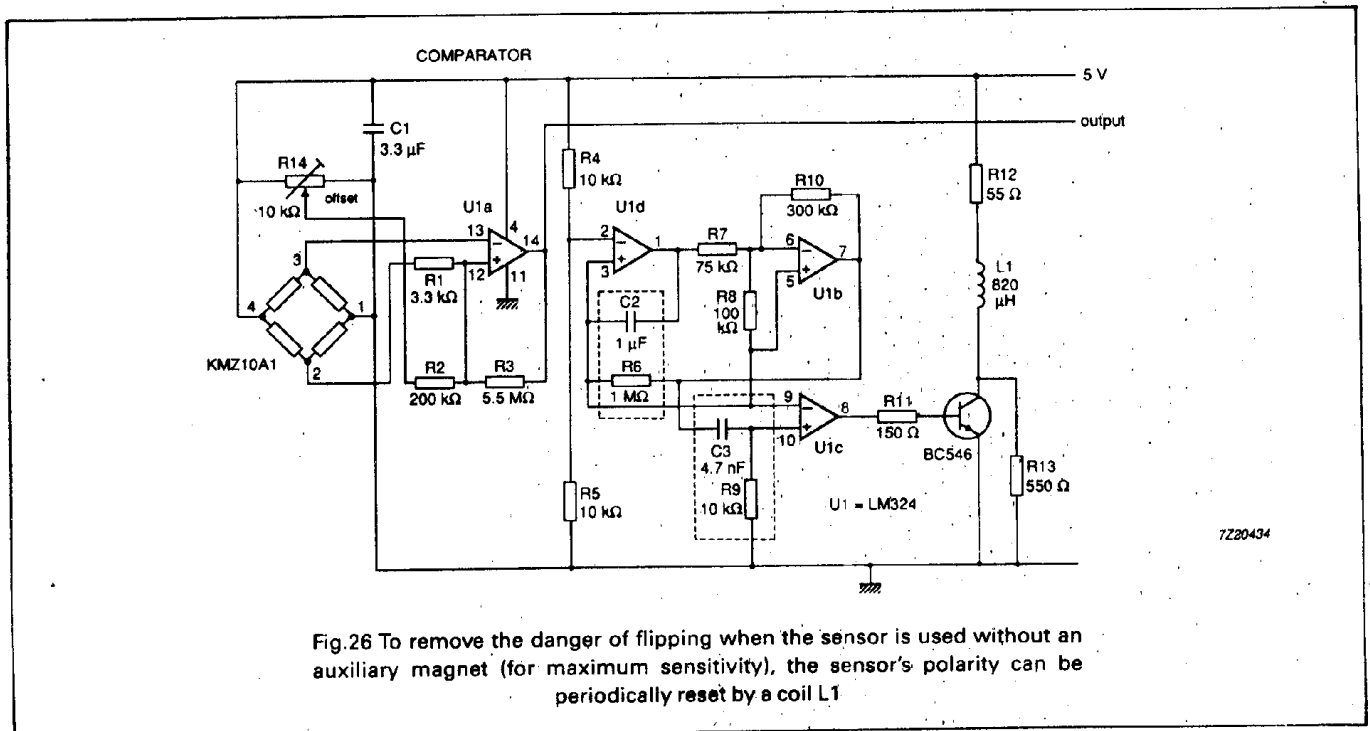 COMPARATOR
5 V
output
C1
3.3 µF
R14
10 kΩ
offset
U1a
13
4
14
12
11
3
4
1
2
KMZ10A1
R1
3.3 kΩ
R2
200 kΩ
R3
5.5 MΩ
R4
10 kΩ
R5
10 kΩ
U1d
2
3
1
C2
1 µF
R6
1 MΩ
R7
75 kΩ
R8
100
kΩ
R10
300 kΩ
6
5
7
U1b
C3
4.7 nF
R9
10 kΩ
9
10
8
U1c
R11
150 Ω
BC546
R12
55 Ω
L1
820
µH
R13
550 Ω
U1 = LM324
7Z20434
Fig.26 To remove the danger of flipping when the sensor is used without an
auxiliary magnet (for maximum sensitivity), the sensor's polarity can be
periodically reset by a coil L1